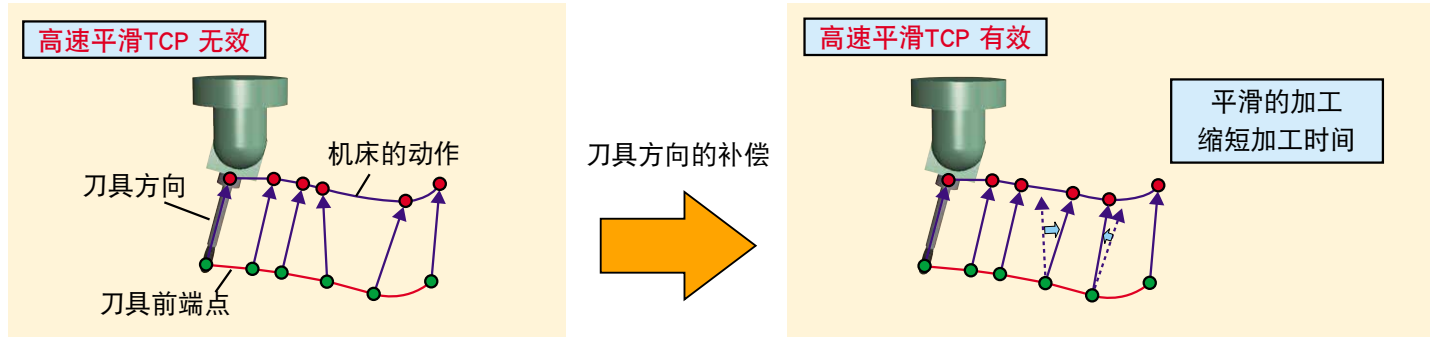 高速平滑TCP 无效
机床的动作
刀具方向
刀具前端点
刀具方向的补偿
高速平滑TCP 有效
平滑的加工
缩短加工时间